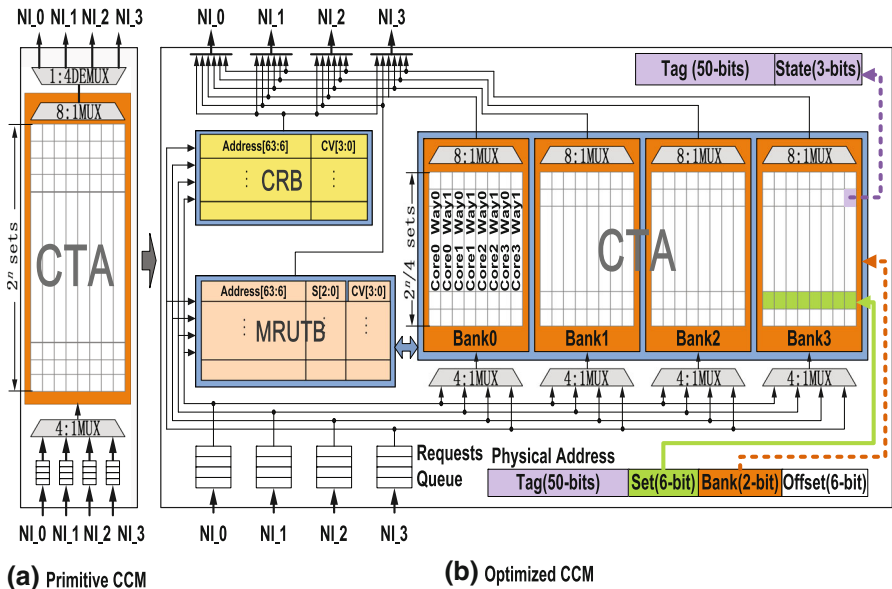 NI_0 NI_1 NI_2 NI_3
1:4DEMUX
8:1MUX
2ⁿ sets
CTA
4:1MUX
NI_0 NI_1 NI_2 NI_3
(a) Primitive CCM
NI_0 NI_1 NI_2 NI_3
Tag (50-bits) State(3-bits)
Address[63:6] CV[3:0]
CRB
Address[63:6] S[2:0] CV[3:0]
MRUTB
8:1MUX 8:1MUX 8:1MUX 8:1MUX
2ⁿ/4 sets
Core0 Way0
Core0 Way1
Core1 Way0
Core1 Way1
Core2 Way0
Core2 Way1
Core3 Way0
Core3 Way1
CTA
Bank0 Bank1 Bank2 Bank3
4:1MUX 4:1MUX 4:1MUX 4:1MUX
Requests
Queue
Physical Address
Tag(50-bits) Set(6-bit) Bank(2-bit) Offset(6-bit)
NI_0 NI_1 NI_2 NI_3
(b) Optimized CCM